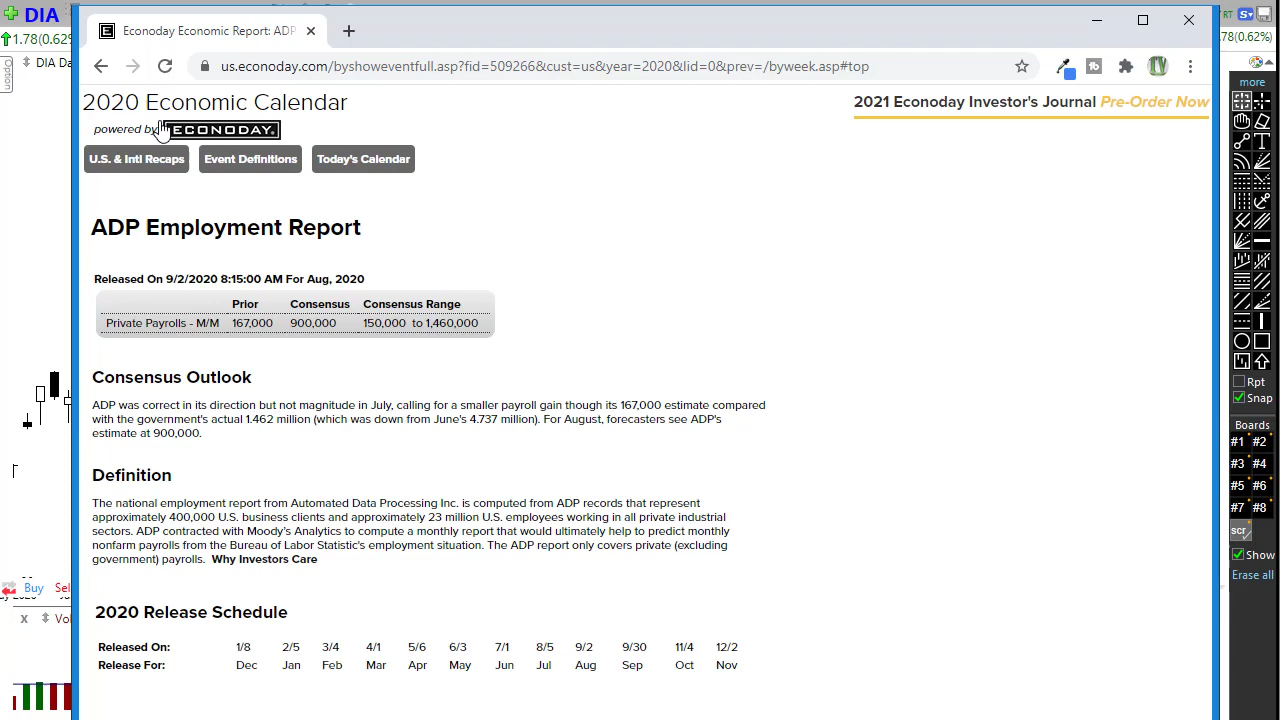 DIA
1.78(0.62%
Option
DIA Da
Econoday Economic Report: ADP
us.econoday.com/byshoweventfull.asp?fid=509266&cust=us&year=2020&lid=0&prev=/byweek.asp#top
2020 Economic Calendar
powered by ECONODAY
2021 Econoday Investor's Journal Pre-Order Now
U.S. & Intl Recaps Event Definitions Today's Calendar
ADP Employment Report
Released On 9/2/2020 8:15:00 AM For Aug, 2020
Prior Consensus Consensus Range
Private Payrolls - M/M 167,000 900,000 150,000 to 1,460,000
Consensus Outlook
ADP was correct in its direction but not magnitude in July, calling for a smaller payroll gain though its 167,000 estimate compared
with the government's actual 1.462 million (which was down from June's 4.737 million). For August, forecasters see ADP's
estimate at 900,000.
Definition
The national employment report from Automated Data Processing Inc. is computed from ADP records that represent
approximately 400,000 U.S. business clients and approximately 23 million U.S. employees working in all private industrial
sectors. ADP contracted with Moody's Analytics to compute a monthly report that would ultimately help to predict monthly
nonfarm payrolls from the Bureau of Labor Statistic's employment situation. The ADP report only covers private (excluding
government) payrolls. Why Investors Care
2020 Release Schedule
Released On: 1/8 2/5 3/4 4/1 5/6 6/3 7/1 8/5 9/2 9/30 11/4 12/2
Release For: Dec Jan Feb Mar Apr May Jun Jul Aug Sep Oct Nov
Buy Sel
X Vol
RT
78(0.62%)
more
Rpt
Snap
Boards
#1 #2
#3 #4
#5 #6
#7 #8
scr
Show
Erase all